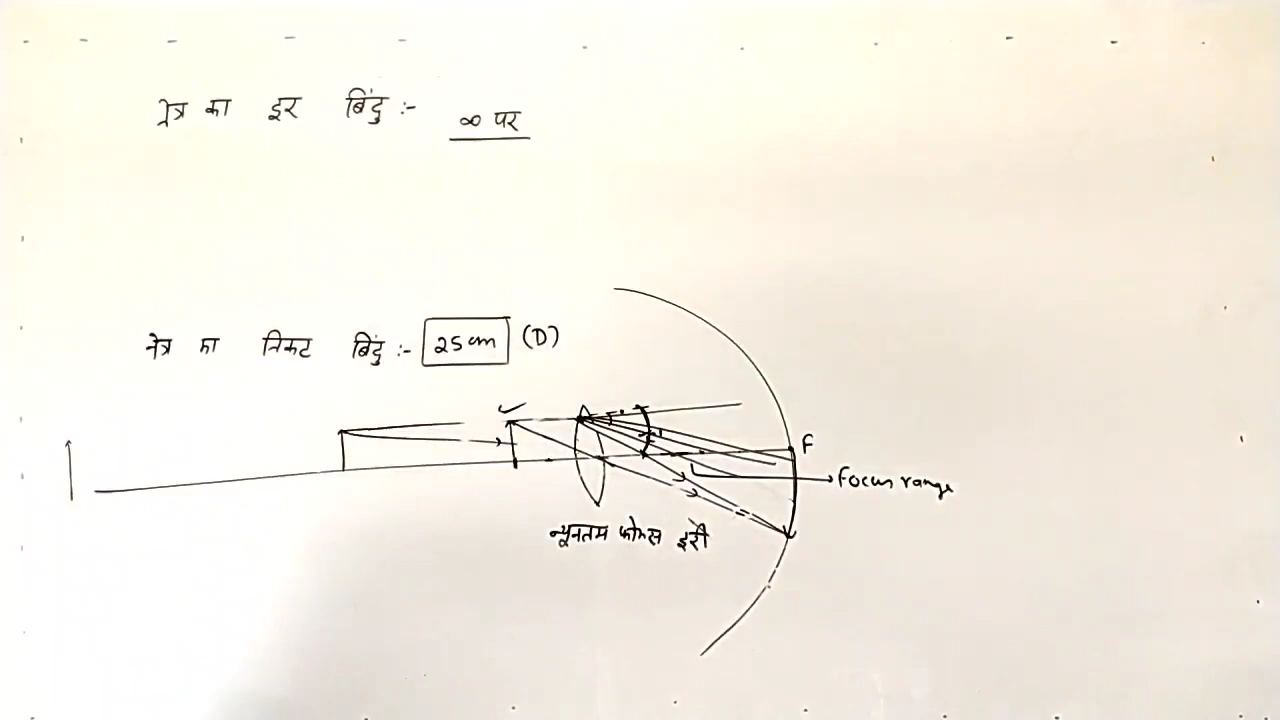 नेत्र का दूर बिंदु :- ∞ पर
नेत्र का निकट बिंदु :- 25 cm (D)
F
Focus range
न्यूनतम फोकस दूरी